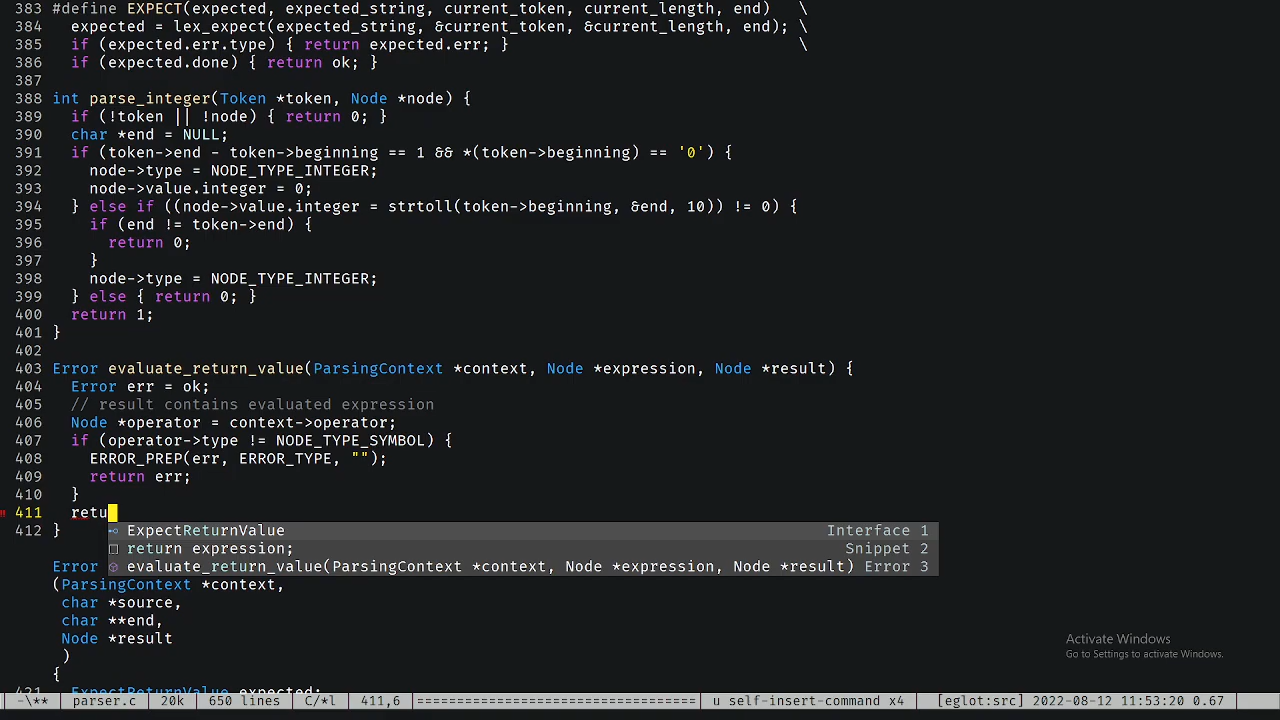 383 #define EXPECT(expected, expected_string, current_token, current_length, end)   \
384   expected = lex_expect(expected_string, &current_token, &current_length, end); \
385   if (expected.err.type) { return expected.err; }                                \
386   if (expected.done) { return ok; }
387
388 int parse_integer(Token *token, Node *node) {
389   if (!token || !node) { return 0; }
390   char *end = NULL;
391   if (token->end - token->beginning == 1 && *(token->beginning) == '0') {
392     node->type = NODE_TYPE_INTEGER;
393     node->value.integer = 0;
394   } else if ((node->value.integer = strtoll(token->beginning, &end, 10)) != 0) {
395     if (end != token->end) {
396       return 0;
397     }
398     node->type = NODE_TYPE_INTEGER;
399   } else { return 0; }
400   return 1;
401 }
402
403 Error evaluate_return_value(ParsingContext *context, Node *expression, Node *result) {
404   Error err = ok;
405   // result contains evaluated expression
406   Node *operator = context->operator;
407   if (operator->type != NODE_TYPE_SYMBOL) {
408     ERROR_PREP(err, ERROR_TYPE, "");
409     return err;
410   }
!! 411   retu
412 } ExpectReturnValue Interface 1
return expression; Snippet 2
Error evaluate_return_value(ParsingContext *context, Node *expression, Node *result) Error 3
(ParsingContext *context,
char *source,
char **end,
Node *result
)
{
421   ExpectReturnValue expected;
Activate Windows
Go to Settings to activate Windows.
-\** parser.c 20k 650 lines C/*l 411,6 =============================== u self-insert-command x4 [eglot:src] 2022-08-12 11:53:20 0.67